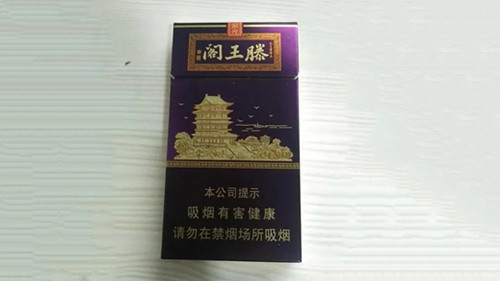 阁王滕
本公司提示
吸烟有害健康
请勿在禁烟场所吸烟